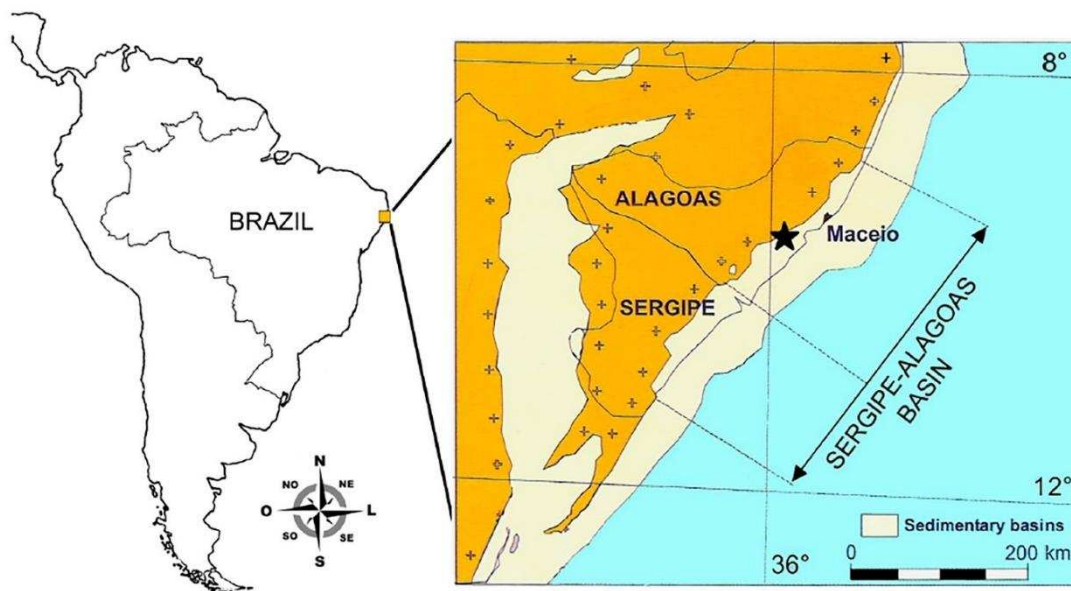 BRAZIL
N
NO
NE
O
L
SO
SE
S
8°
ALAGOAS
Maceio
SERGIPE
SERGIPE-ALAGOAS
BASIN
12°
36°
Sedimentary basins
0
200 km